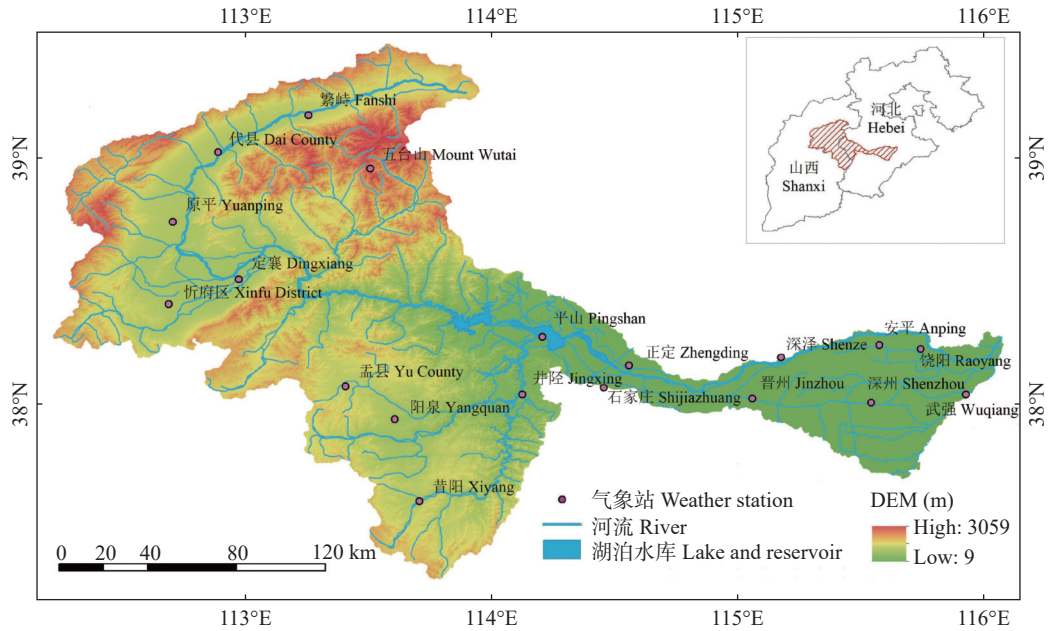 113°E
114°E
115°E
116°E
39°N
38°N
39°N
38°N
河北
Hebei
山西
Shanxi
繁峙 Fanshi
代县 Dai County
五台山 Mount Wutai
原平 Yuanping
定襄 Dingxiang
忻府区 Xinfu District
平山 Pingshan
正定 Zhengding
深泽 Shenze
安平 Anping
饶阳 Raoyang
盂县 Yu County
井陉 Jingxing
石家庄 Shijiazhuang
晋州 Jinzhou
深州 Shenzhou
武强 Wuqiang
阳泉 Yangquan
昔阳 Xiyang
气象站 Weather station
河流 River
湖泊水库 Lake and reservoir
DEM (m)
High: 3059
Low: 9
0 20 40 80 120 km
113°E
114°E
115°E
116°E